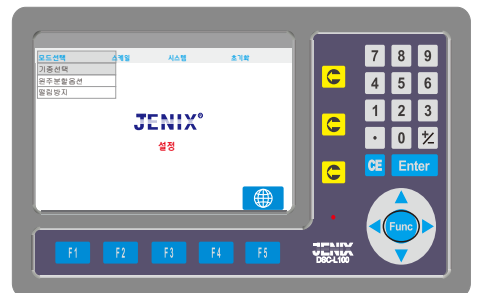 모드선택 스케일 시스템 초기화
기종선택
원주분할옵션
떨림방지
JENIX®
설정
7 8 9
4 5 6
1 2 3
· 0 +/-
CE Enter
Func
F1 F2 F3 F4 F5
JENIX
DSC-L100